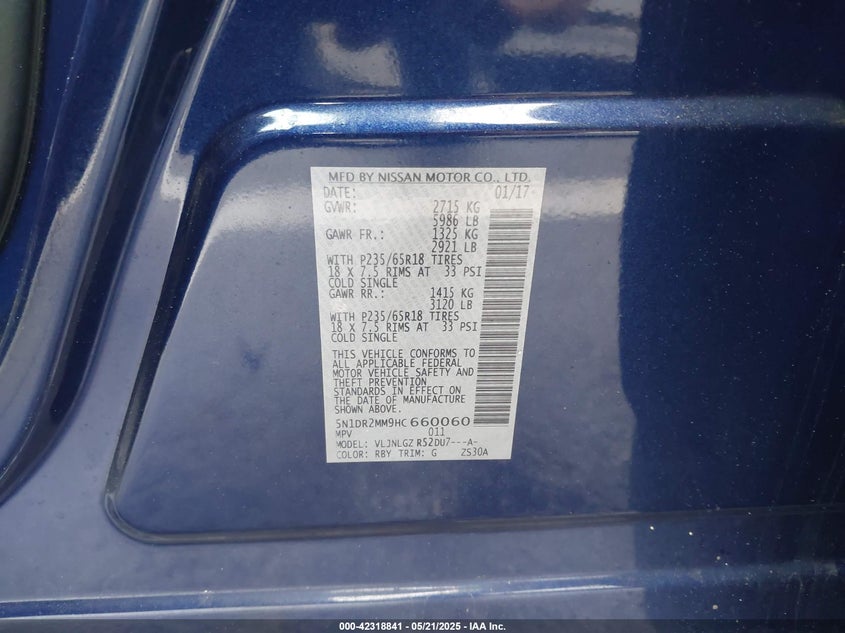 MFD BY NISSAN MOTOR CO., LTD.
DATE: 01/17
GVWR: 2715 KG
5986 LB
GAWR FR.: 1325 KG
2921 LB
WITH P235/65R18 TIRES
18 X 7.5 RIMS AT 33 PSI
COLD SINGLE
GAWR RR.: 1415 KG
3120 LB
WITH P235/65R18 TIRES
18 X 7.5 RIMS AT 33 PSI
COLD SINGLE
THIS VEHICLE CONFORMS TO
ALL APPLICABLE FEDERAL
MOTOR VEHICLE SAFETY AND
THEFT PREVENTION
STANDARDS IN EFFECT ON
THE DATE OF MANUFACTURE
SHOWN ABOVE.
5N1DR2MM9HC660060
MPV 011
MODEL: VLJNLGZ R52DU7---A-
COLOR: RBY TRIM: G ZS30A
000-42318841 — 05/21/2025 — IAA Inc.